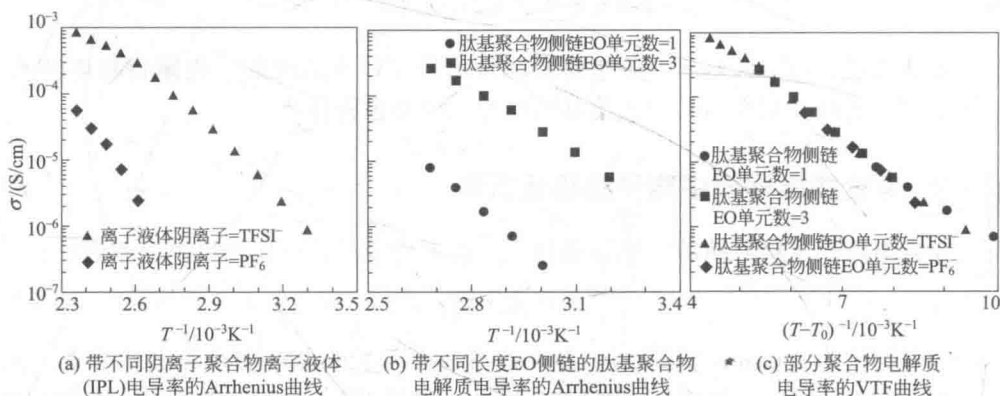 10⁻³
10⁻⁴
10⁻⁵
10⁻⁶
10⁻⁷
σ/(S/cm)
▲ 离子液体阴离子=TFSI⁻
◆ 离子液体阴离子=PF₆⁻
2.3 2.6 2.9 3.2 3.5
T⁻¹/10⁻³K⁻¹
(a) 带不同阴离子聚合物离子液体
(IPL)电导率的Arrhenius曲线
● 肽基聚合物侧链EO单元数=1
■ 肽基聚合物侧链EO单元数=3
2.5 2.8 3.1 3.4
T⁻¹/10⁻³K⁻¹
(b) 带不同长度EO侧链的肽基聚合物
电解质电导率的Arrhenius曲线
● 肽基聚合物侧链
EO单元数=1
■ 肽基聚合物侧链
EO单元数=3
▲ 肽基聚合物侧链EO单元数=TFSI⁻
◆ 肽基聚合物侧链EO单元数=PF₆⁻
4 7 10
(T−T₀)⁻¹/10⁻³K⁻¹
(c) 部分聚合物电解质
电导率的VTF曲线